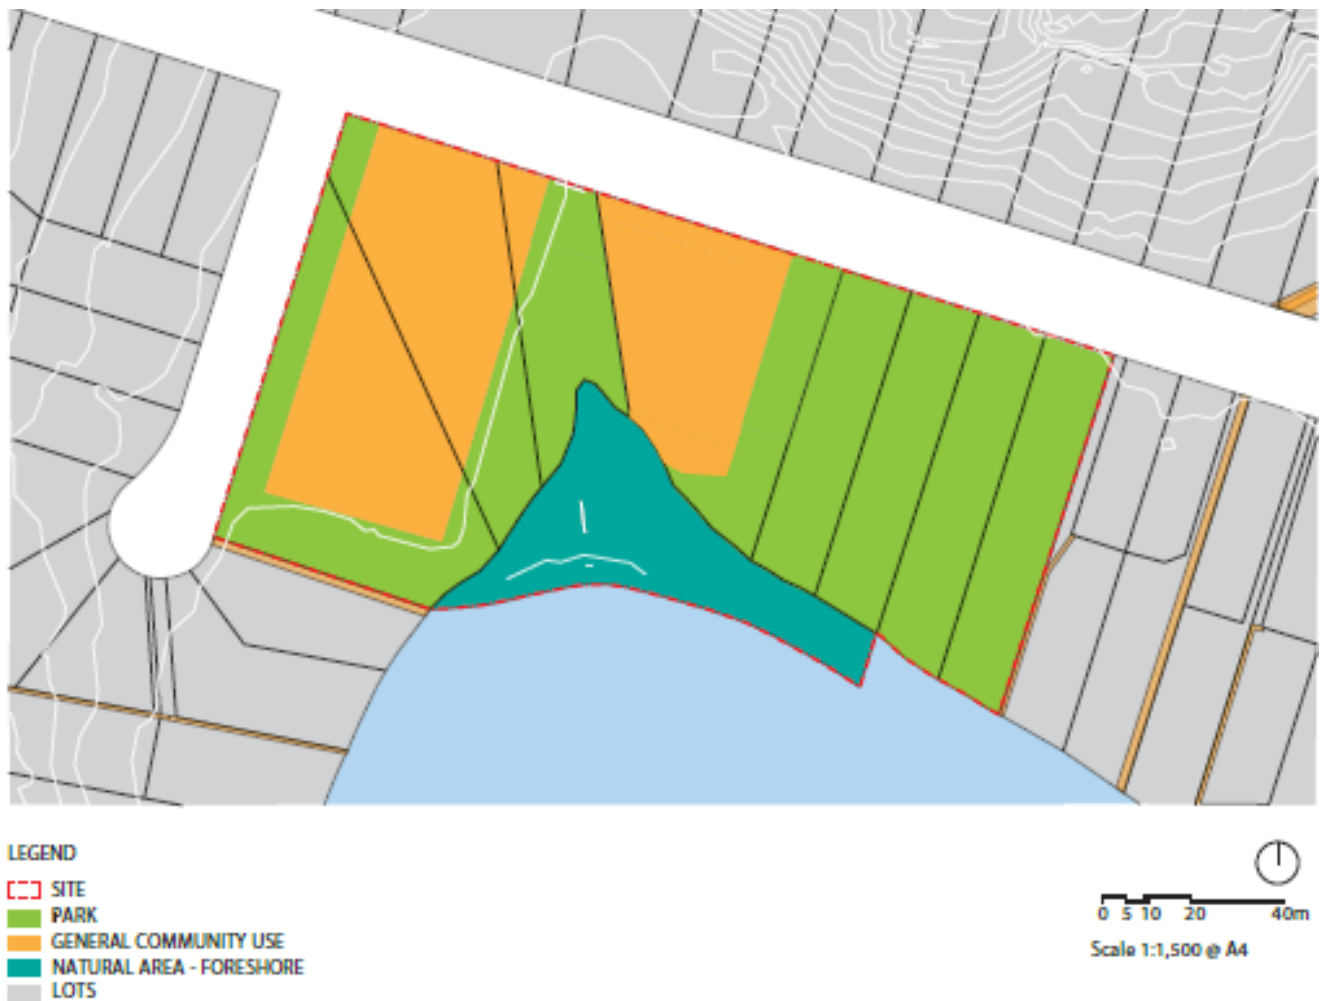 LEGEND
SITE
PARK
GENERAL COMMUNITY USE
NATURAL AREA - FORESHORE
LOTS
0 5 10 20 40m
Scale 1:1,500 @ A4